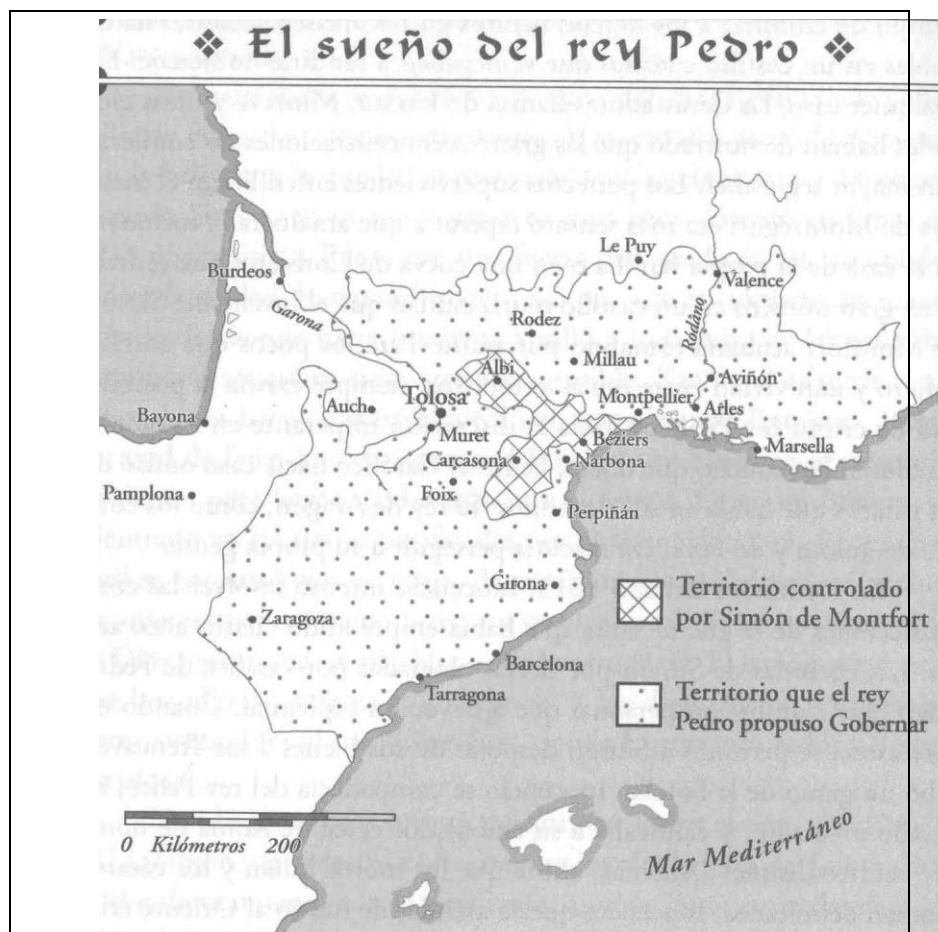 ❖ El sueño del rey Pedro ❖
Le Puy
Valence
Burdeos
Garona
Ródano
Rodez
Millau
Albi
Aviñón
Tolosa
Montpellier
Auch
Arles
Bayona
Muret
Béziers
Marsella
Carcasona
Narbona
Pamplona
Foix
Perpiñán
Girona
Territorio controlado
por Simón de Montfort
Zaragoza
Barcelona
Tarragona
Territorio que el rey
Pedro propuso Gobernar
0 Kilómetros 200
Mar Mediterráneo